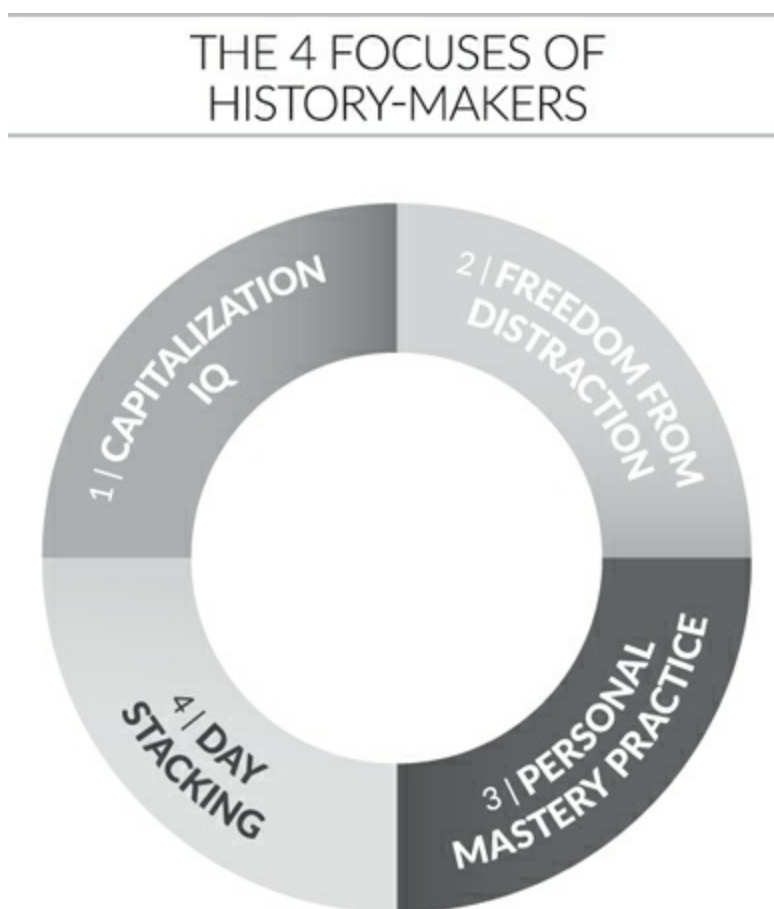 THE 4 FOCUSES OF
HISTORY-MAKERS
1 | CAPITALIZATION
IQ
2 | FREEDOM FROM
DISTRACTION
3 | PERSONAL
MASTERY PRACTICE
4 | DAY
STACKING